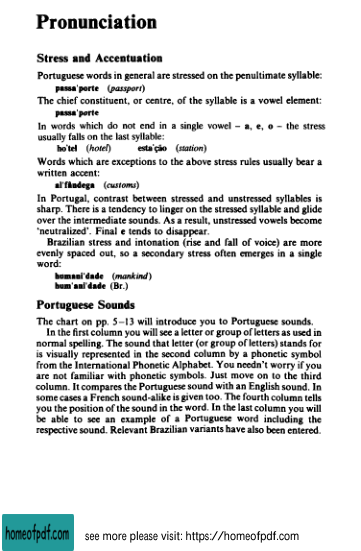 Pronunciation
Stress and Accentuation
Portuguese words in general are stressed on the penultimate syllable:
passa'porte (passport)
The chief constituent, or centre, of the syllable is a vowel element:
passa'porte
In words which do not end in a single vowel – a, e, o – the stress
usually falls on the last syllable:
ho'tel (hotel) esta'ção (station)
Words which are exceptions to the above stress rules usually bear a
written accent:
al'fândega (customs)
In Portugal, contrast between stressed and unstressed syllables is
sharp. There is a tendency to linger on the stressed syllable and glide
over the intermediate sounds. As a result, unstressed vowels become
'neutralized'. Final e tends to disappear.
Brazilian stress and intonation (rise and fall of voice) are more
evenly spaced out, so a secondary stress often emerges in a single
word:
humani'dade (mankind)
hum'ani'dade (Br.)
Portuguese Sounds
The chart on pp. 5–13 will introduce you to Portuguese sounds.
In the first column you will see a letter or group of letters as used in
normal spelling. The sound that letter (or group of letters) stands for
is visually represented in the second column by a phonetic symbol
from the International Phonetic Alphabet. You needn't worry if you
are not familiar with phonetic symbols. Just move on to the third
column. It compares the Portuguese sound with an English sound. In
some cases a French sound-alike is given too. The fourth column tells
you the position of the sound in the word. In the last column you will
be able to see an example of a Portuguese word including the
respective sound. Relevant Brazilian variants have also been entered.
homeofpdf.com see more please visit: https://homeofpdf.com